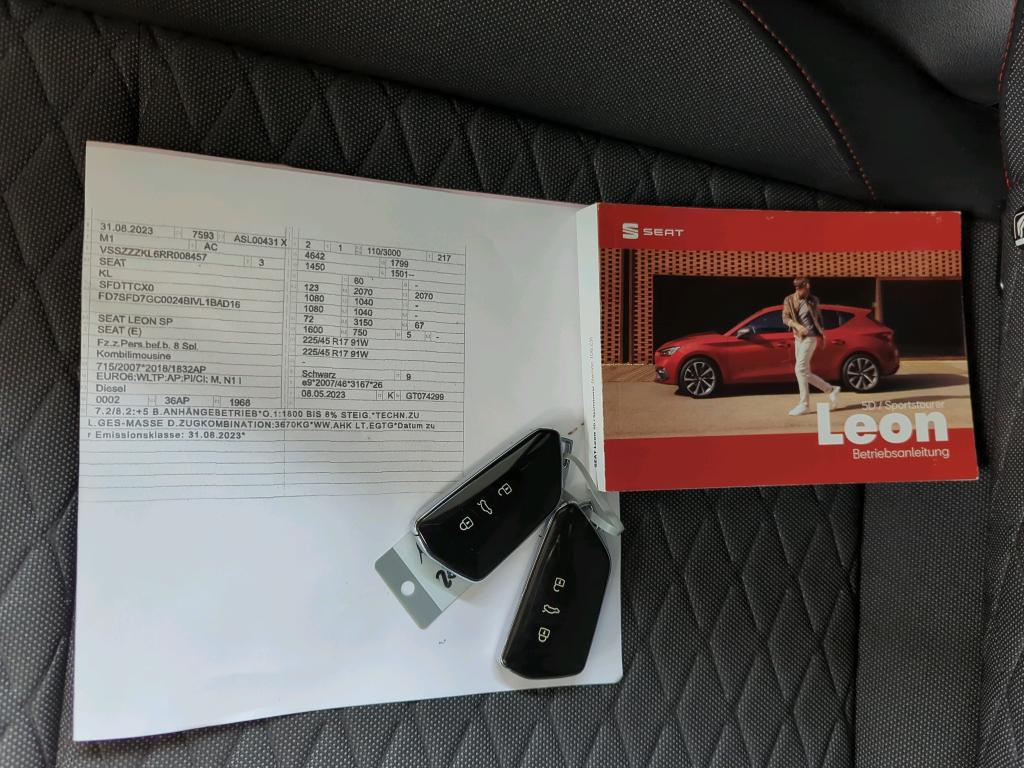 31.08.2023 7593 ASL00431 X
M1 AC
VSSZZZKL6RR008457 3
SEAT
KL
SFDTTCX0
FD7SFD7GC0024BIVL1BAD16
SEAT LEON SP
SEAT (E)
Fz.z.Pers.bef.b. 8 Spl.
Kombilimousine
715/2007*2018/1832AP
EURO6;WLTP;AP;PI/CI; M, N1 I
Diesel
0002 36AP 1968
2 1 110/3000 217
4642 1799
1450 1501--
60 -
123 2070 2070
1080 1040 -
1080 1040 -
72 3150 67
1600 750 5 -
225/45 R17 91W
225/45 R17 91W
-
Schwarz 9
e9*2007/46*3167*26
08.05.2023 K GT074299
7.2/8.2:+5 B.ANHÄNGEBETRIEB*O.1:1800 BIS 8% STEIG.*TECHN.ZU
L.GES-MASSE D.ZUGKOMBINATION:3670KG*WW.AHK LT.EGTG*Datum zu
r Emissionsklasse: 31.08.2023*
SEAT
5D / Sportstourer
Leon
Betriebsanleitung